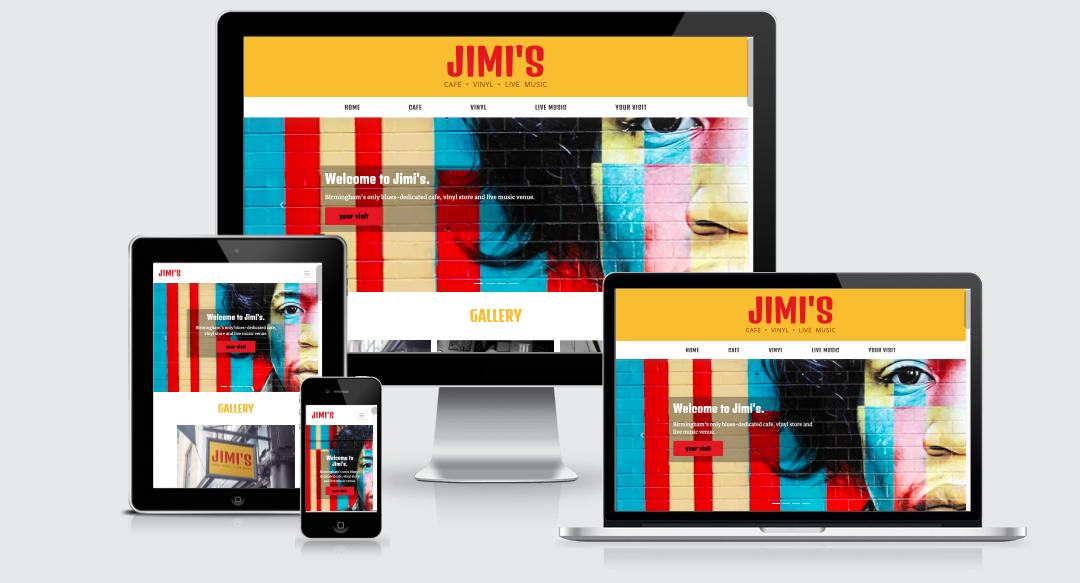 JIMI'S
CAFE • VINYL • LIVE MUSIC
HOME CAFE VINYL LIVE MUSIC YOUR VISIT
Welcome to Jimi's.
Birmingham's only blues-dedicated cafe, vinyl store and live music venue.
your visit
GALLERY
JIMI'S
Welcome to Jimi's.
Birmingham's only blues-dedicated cafe,
vinyl store and live music venue.
your visit
GALLERY
JIMI'S
JIMI'S
Welcome to
Jimi's.
Birmingham's only blues-
dedicated cafe, vinyl store
and live music venue.
your visit
JIMI'S
CAFE • VINYL • LIVE MUSIC
HOME CAFE VINYL LIVE MUSIC YOUR VISIT
Welcome to Jimi's.
Birmingham's only blues-dedicated cafe, vinyl store and
live music venue.
your visit